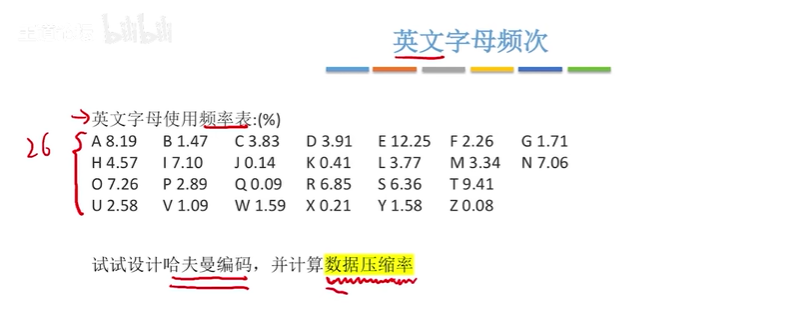 bilibili
英文字母频次
英文字母使用频率表:(%)
26
A 8.19 B 1.47 C 3.83 D 3.91 E 12.25 F 2.26 G 1.71
H 4.57 I 7.10 J 0.14 K 0.41 L 3.77 M 3.34 N 7.06
O 7.26 P 2.89 Q 0.09 R 6.85 S 6.36 T 9.41
U 2.58 V 1.09 W 1.59 X 0.21 Y 1.58 Z 0.08
试试设计哈夫曼编码，并计算数据压缩率